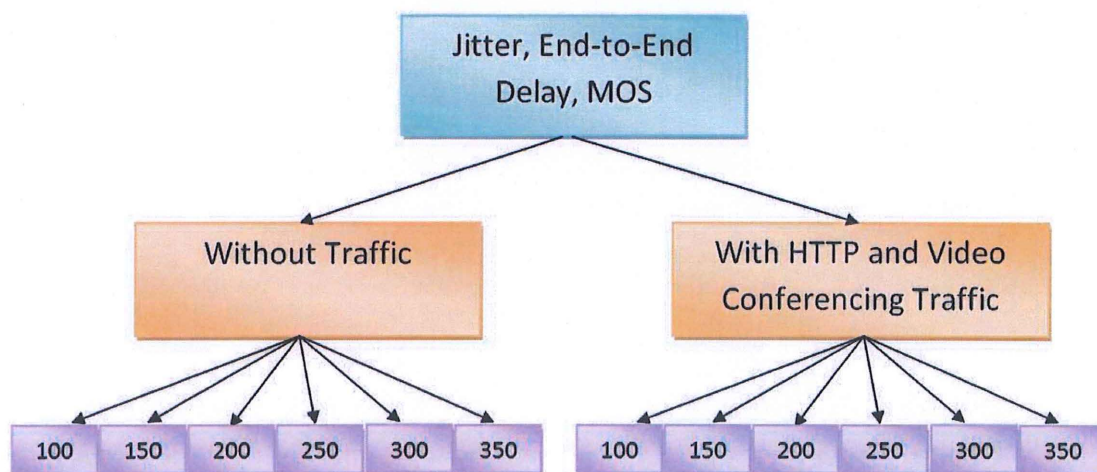 Jitter, End-to-End
Delay, MOS
Without Traffic
With HTTP and Video
Conferencing Traffic
100 150 200 250 300 350
100 150 200 250 300 350